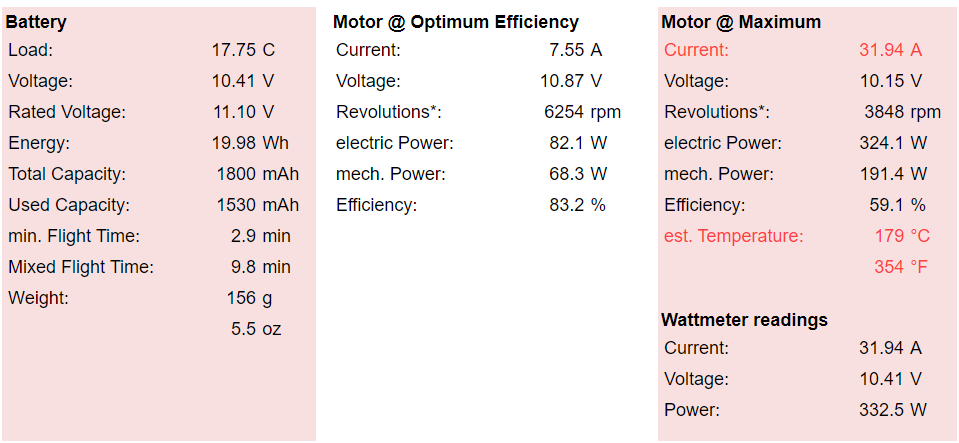 Battery
Load: 17.75 C
Voltage: 10.41 V
Rated Voltage: 11.10 V
Energy: 19.98 Wh
Total Capacity: 1800 mAh
Used Capacity: 1530 mAh
min. Flight Time: 2.9 min
Mixed Flight Time: 9.8 min
Weight: 156 g
5.5 oz
Motor @ Optimum Efficiency
Current: 7.55 A
Voltage: 10.87 V
Revolutions*: 6254 rpm
electric Power: 82.1 W
mech. Power: 68.3 W
Efficiency: 83.2 %
Motor @ Maximum
Current: 31.94 A
Voltage: 10.15 V
Revolutions*: 3848 rpm
electric Power: 324.1 W
mech. Power: 191.4 W
Efficiency: 59.1 %
est. Temperature: 179 °C
354 °F
Wattmeter readings
Current: 31.94 A
Voltage: 10.41 V
Power: 332.5 W